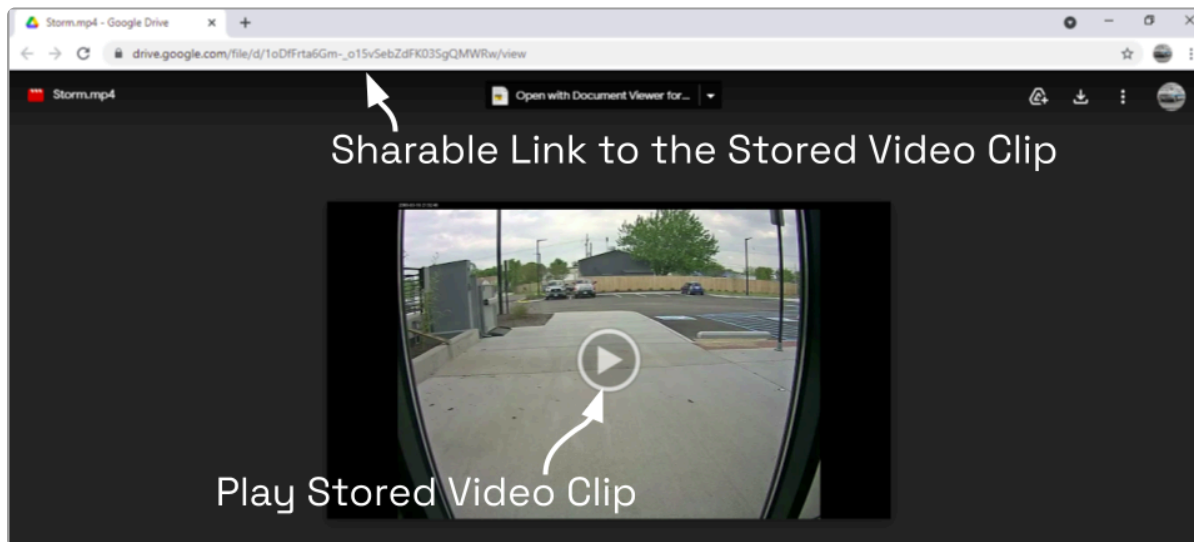 Storm.mp4 - Google Drive
drive.google.com/file/d/1oDfFrta6Gm-_o15vSebZdFK03SgQMWRw/view
Storm.mp4
Open with Document Viewer for...
Sharable Link to the Stored Video Clip
Play Stored Video Clip